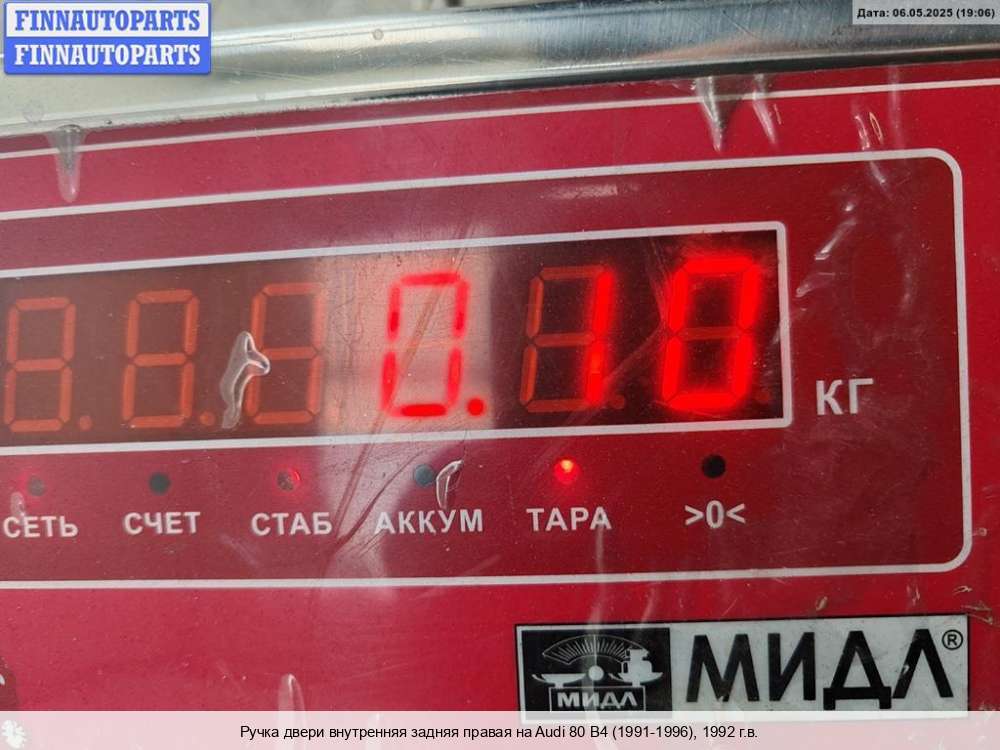 FINNAUTOPARTS
FINNAUTOPARTS
Дата: 06.05.2025 (19:06)
0.10
КГ
СЕТЬ СЧЕТ СТАБ АККУМ ТАРА >0<
МИДЛ
МИДЛ®
Ручка двери внутренняя задняя правая на Audi 80 B4 (1991-1996), 1992 г.в.